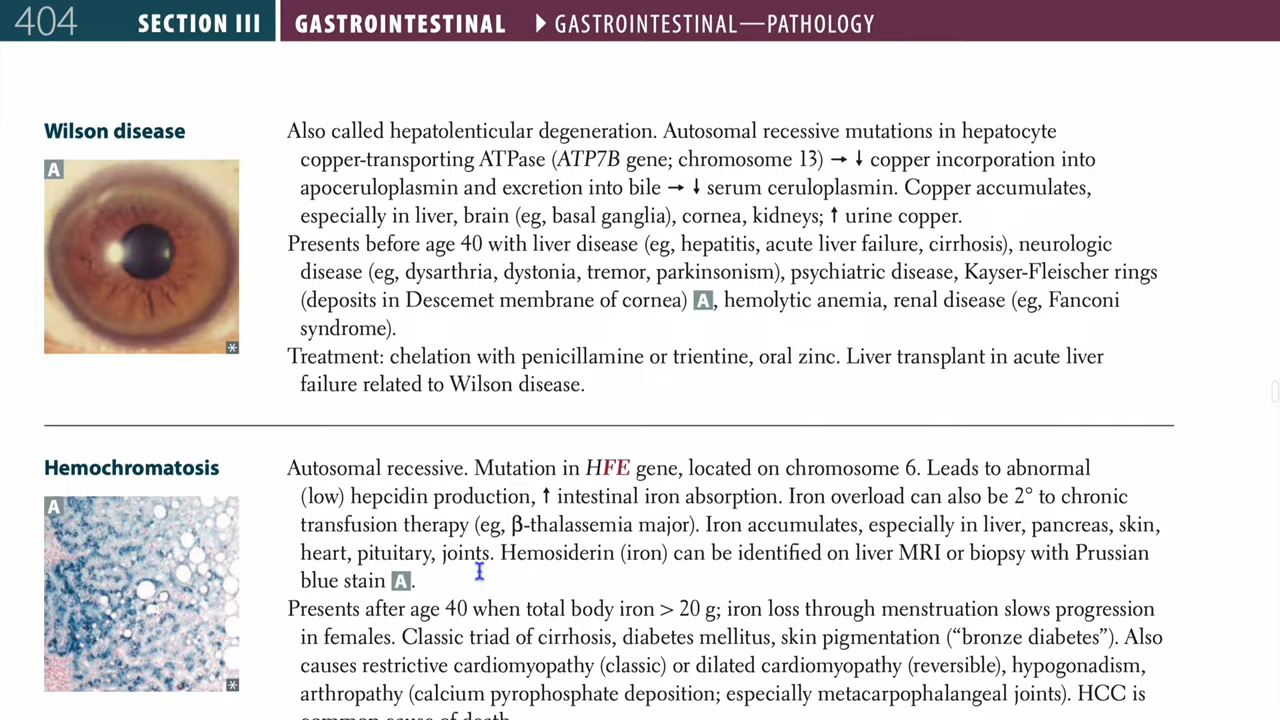 404 SECTION III GASTROINTESTINAL ▶ GASTROINTESTINAL—PATHOLOGY
Wilson disease
A
*
Also called hepatolenticular degeneration. Autosomal recessive mutations in hepatocyte
copper-transporting ATPase (ATP7B gene; chromosome 13) → ↓ copper incorporation into
apoceruloplasmin and excretion into bile → ↓ serum ceruloplasmin. Copper accumulates,
especially in liver, brain (eg, basal ganglia), cornea, kidneys; ↑ urine copper.
Presents before age 40 with liver disease (eg, hepatitis, acute liver failure, cirrhosis), neurologic
disease (eg, dysarthria, dystonia, tremor, parkinsonism), psychiatric disease, Kayser-Fleischer rings
(deposits in Descemet membrane of cornea) A, hemolytic anemia, renal disease (eg, Fanconi
syndrome).
Treatment: chelation with penicillamine or trientine, oral zinc. Liver transplant in acute liver
failure related to Wilson disease.
Hemochromatosis
A
*
Autosomal recessive. Mutation in HFE gene, located on chromosome 6. Leads to abnormal
(low) hepcidin production, ↑ intestinal iron absorption. Iron overload can also be 2° to chronic
transfusion therapy (eg, β-thalassemia major). Iron accumulates, especially in liver, pancreas, skin,
heart, pituitary, joints. Hemosiderin (iron) can be identified on liver MRI or biopsy with Prussian
blue stain A.
Presents after age 40 when total body iron > 20 g; iron loss through menstruation slows progression
in females. Classic triad of cirrhosis, diabetes mellitus, skin pigmentation (“bronze diabetes”). Also
causes restrictive cardiomyopathy (classic) or dilated cardiomyopathy (reversible), hypogonadism,
arthropathy (calcium pyrophosphate deposition; especially metacarpophalangeal joints). HCC is
common cause of death.